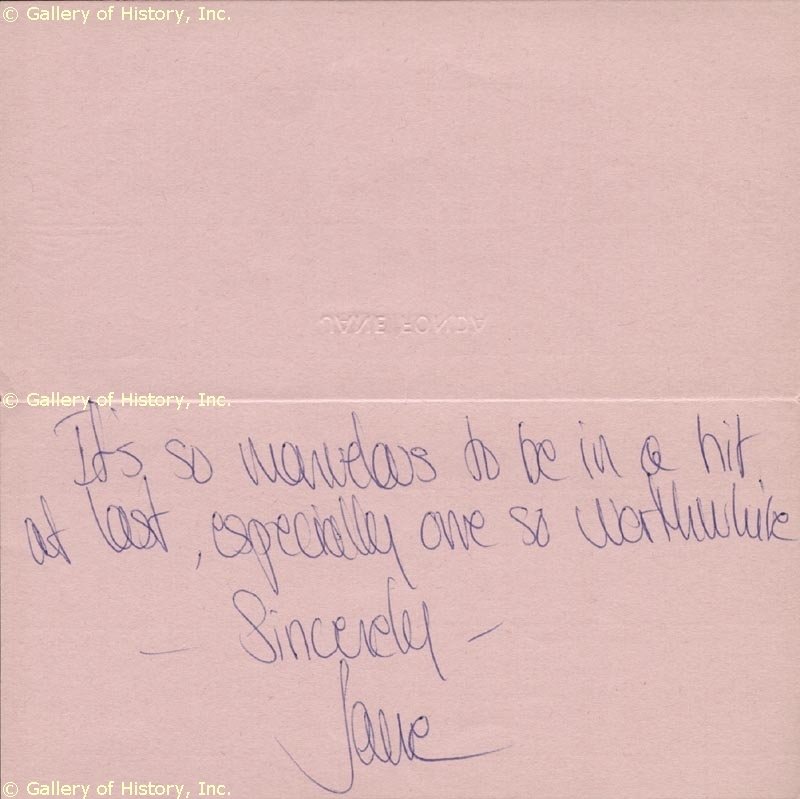 © Gallery of History, Inc.
JANE FONDA
© Gallery of History, Inc.
It's so marvelous to be in a hit
at last, especially one so worthwhile
— Sincerely —
Jane
© Gallery of History, Inc.